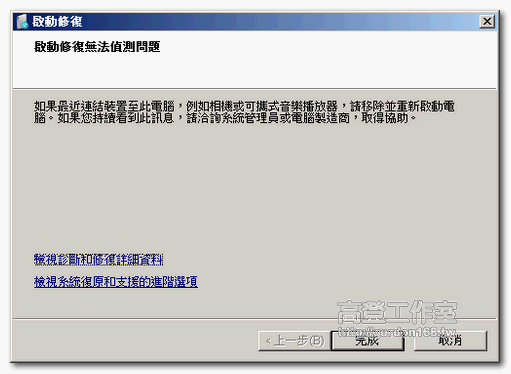 啟動修復
啟動修復無法偵測問題
如果最近連結裝置至此電腦，例如相機或可攜式音樂播放器，請移除並重新啟動電
腦。如果您持續看到此訊息，請洽詢系統管理員或電腦製造商，取得協助。
檢視診斷和修復詳細資料
檢視系統復原和支援的進階選項
高登工作室
http://gordon168.tw
<上一步(B)
完成
取消